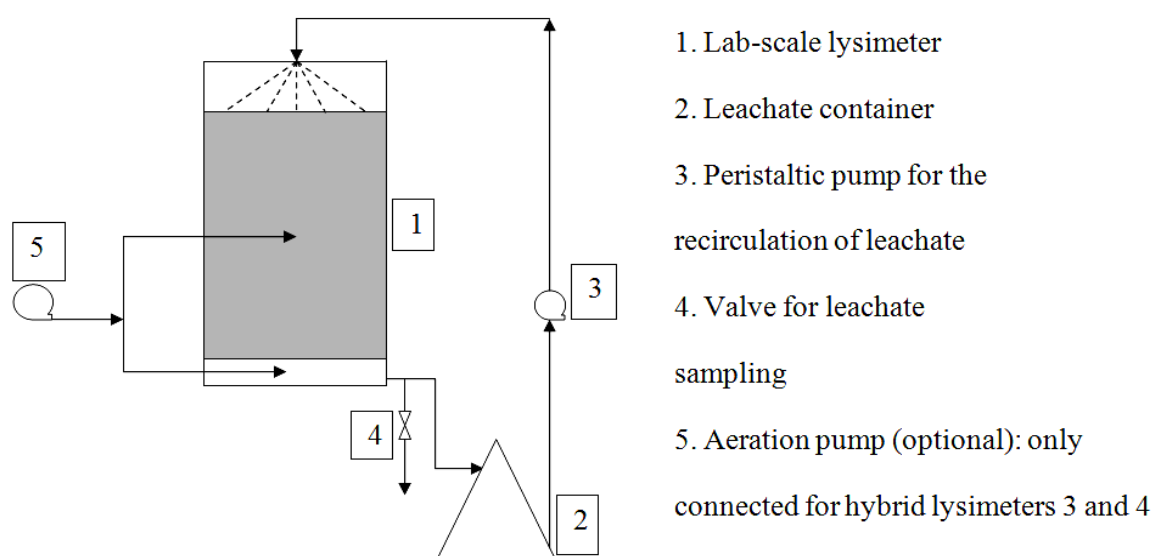 1. Lab-scale lysimeter
2. Leachate container
3. Peristaltic pump for the
recirculation of leachate
4. Valve for leachate
sampling
5. Aeration pump (optional): only
connected for hybrid lysimeters 3 and 4
1
5
3
4
2